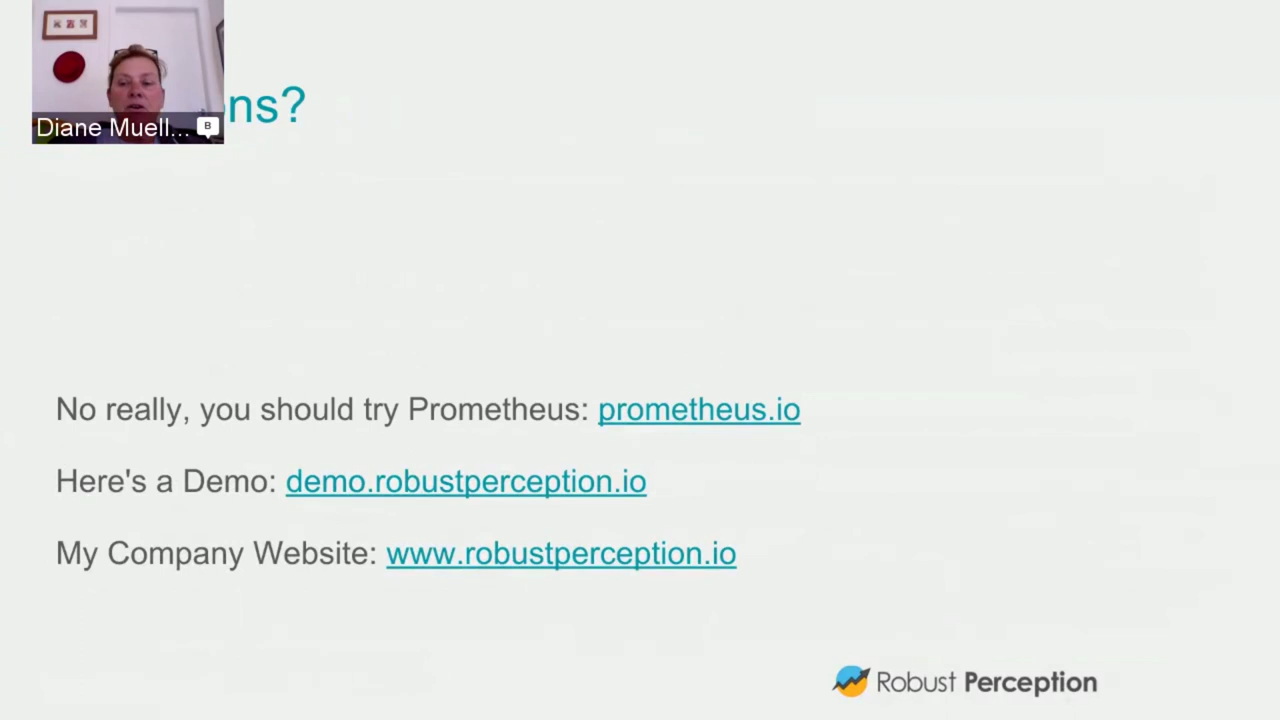 ns?
Diane Muell...
No really, you should try Prometheus: prometheus.io
Here's a Demo: demo.robustperception.io
My Company Website: www.robustperception.io
Robust Perception